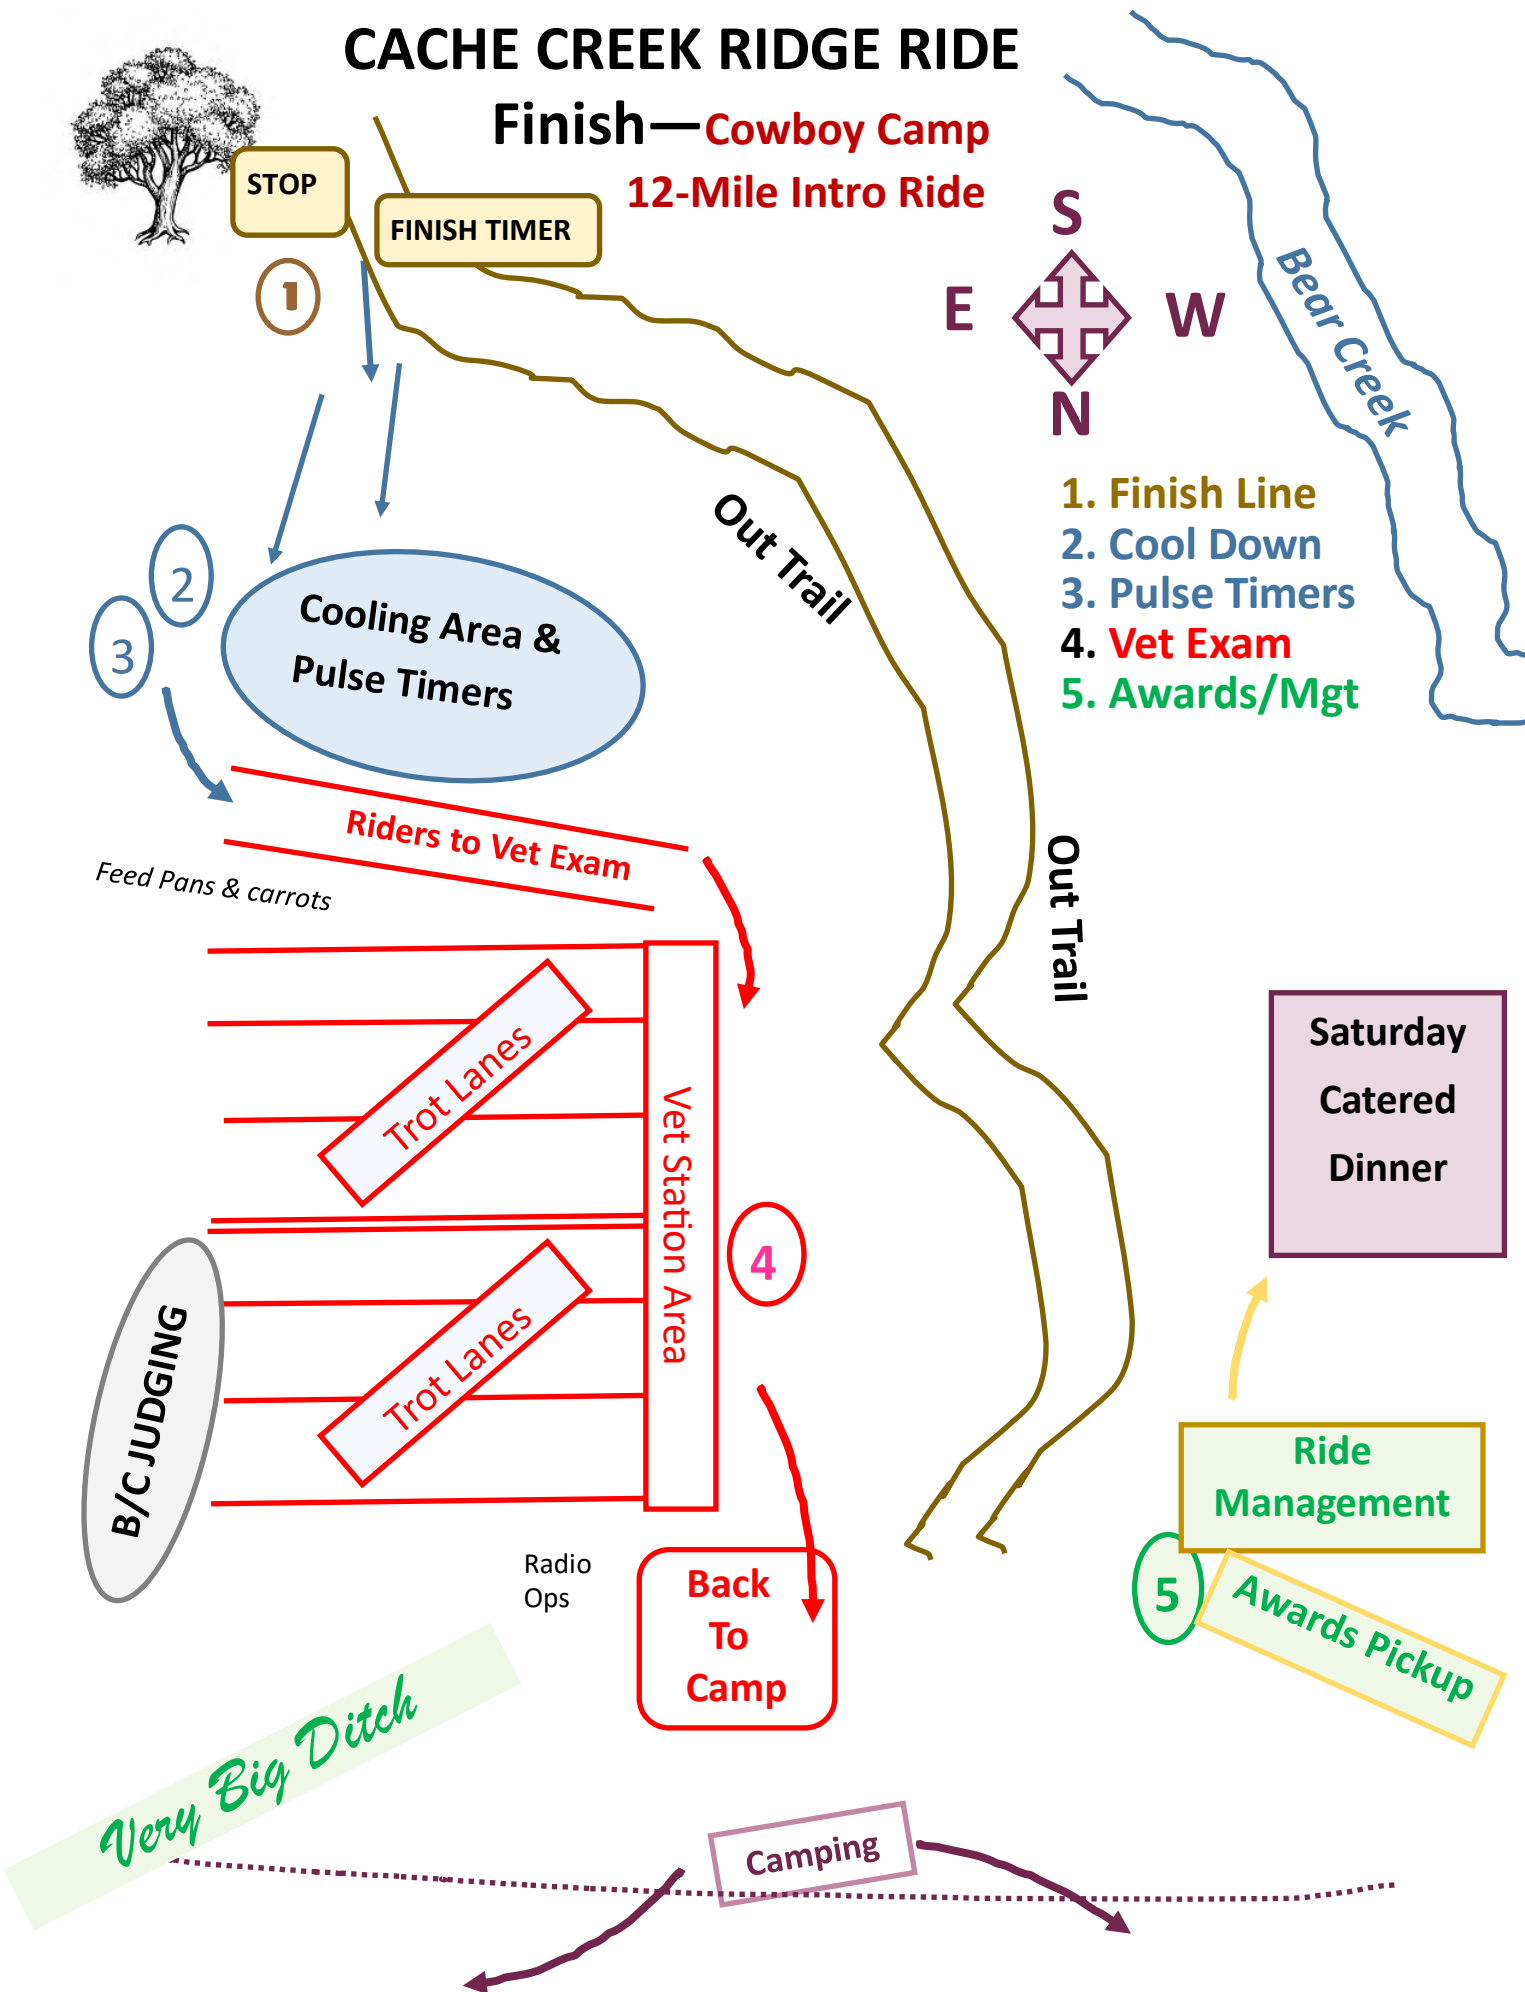 CACHE CREEK RIDGE RIDE
Finish—Cowboy Camp
12-Mile Intro Ride
STOP
FINISH TIMER
1
S
E
W
N
Bear Creek
1. Finish Line
2. Cool Down
3. Pulse Timers
4. Vet Exam
5. Awards/Mgt
Out Trail
2
3
Cooling Area &
Pulse Timers
Riders to Vet Exam
Feed Pans & carrots
Out Trail
Trot Lanes
Vet Station Area
4
Trot Lanes
B/C JUDGING
Saturday
Catered
Dinner
Ride
Management
5
Awards Pickup
Radio
Ops
Back
To
Camp
Very Big Ditch
Camping